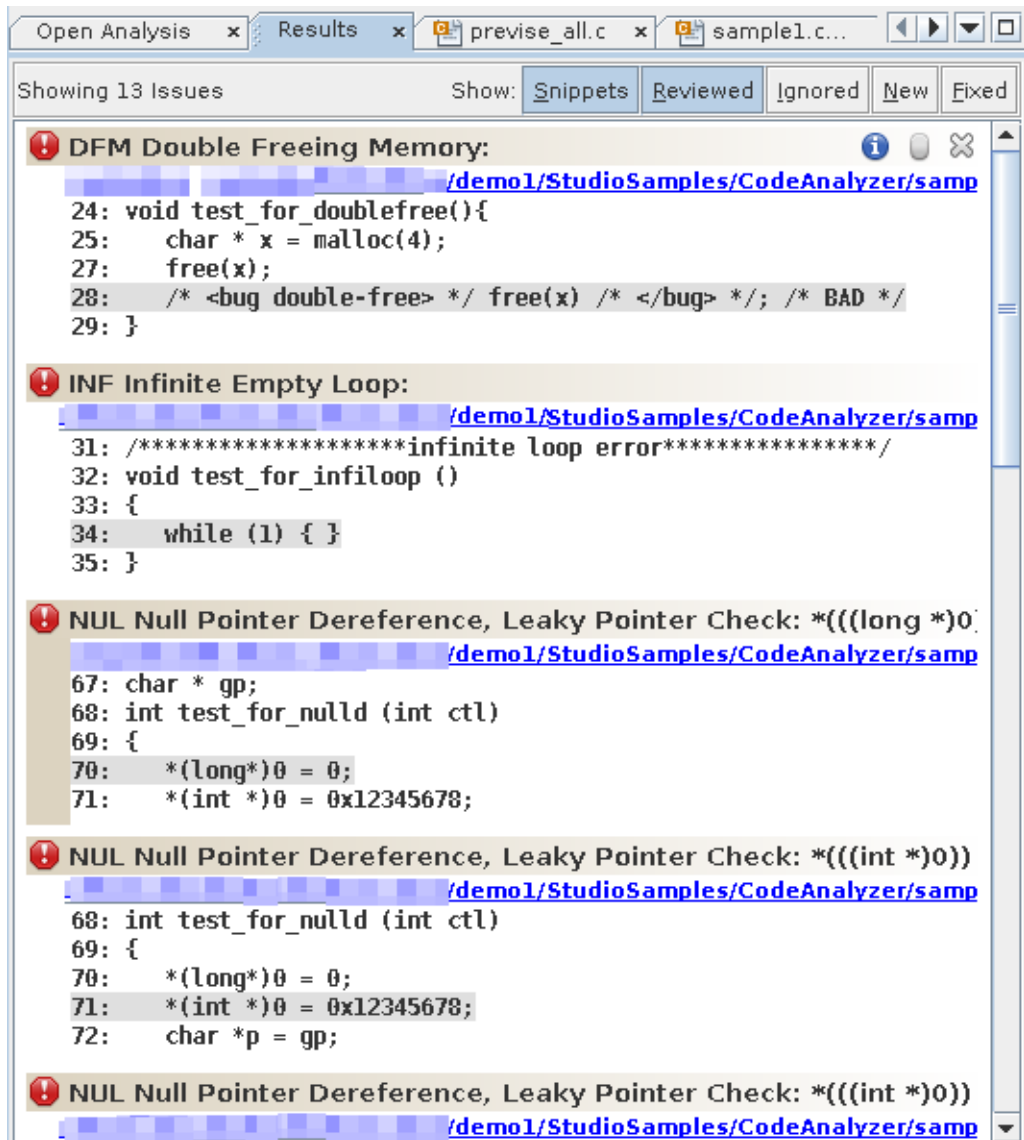 Open Analysis x Results x previse_all.c x sample1.c...
Showing 13 Issues Show: Snippets Reviewed Ignored New Fixed
DFM Double Freeing Memory:
/demo1/StudioSamples/CodeAnalyzer/samp
24: void test_for_doublefree(){
25: char * x = malloc(4);
27: free(x);
28: /* <bug double-free> */ free(x) /* </bug> */; /* BAD */
29: }
INF Infinite Empty Loop:
/demo1/StudioSamples/CodeAnalyzer/samp
31: /********************infinite loop error****************/
32: void test_for_infiloop ()
33: {
34: while (1) { }
35: }
NUL Null Pointer Dereference, Leaky Pointer Check: *(((long *)0)
/demo1/StudioSamples/CodeAnalyzer/samp
67: char * gp;
68: int test_for_nulld (int ctl)
69: {
70: *(long*)0 = 0;
71: *(int *)0 = 0x12345678;
NUL Null Pointer Dereference, Leaky Pointer Check: *(((int *)0))
/demo1/StudioSamples/CodeAnalyzer/samp
68: int test_for_nulld (int ctl)
69: {
70: *(long*)0 = 0;
71: *(int *)0 = 0x12345678;
72: char *p = gp;
NUL Null Pointer Dereference, Leaky Pointer Check: *(((int *)0))
/demo1/StudioSamples/CodeAnalyzer/samp